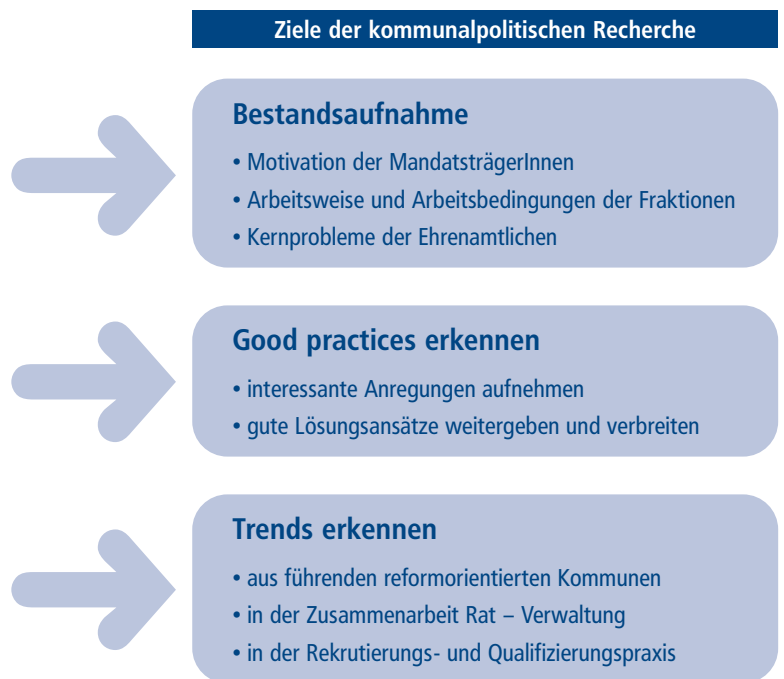 Ziele der kommunalpolitischen Recherche
Bestandsaufnahme
• Motivation der MandatsträgerInnen
• Arbeitsweise und Arbeitsbedingungen der Fraktionen
• Kernprobleme der Ehrenamtlichen
Good practices erkennen
• interessante Anregungen aufnehmen
• gute Lösungsansätze weitergeben und verbreiten
Trends erkennen
• aus führenden reformorientierten Kommunen
• in der Zusammenarbeit Rat – Verwaltung
• in der Rekrutierungs- und Qualifizierungspraxis